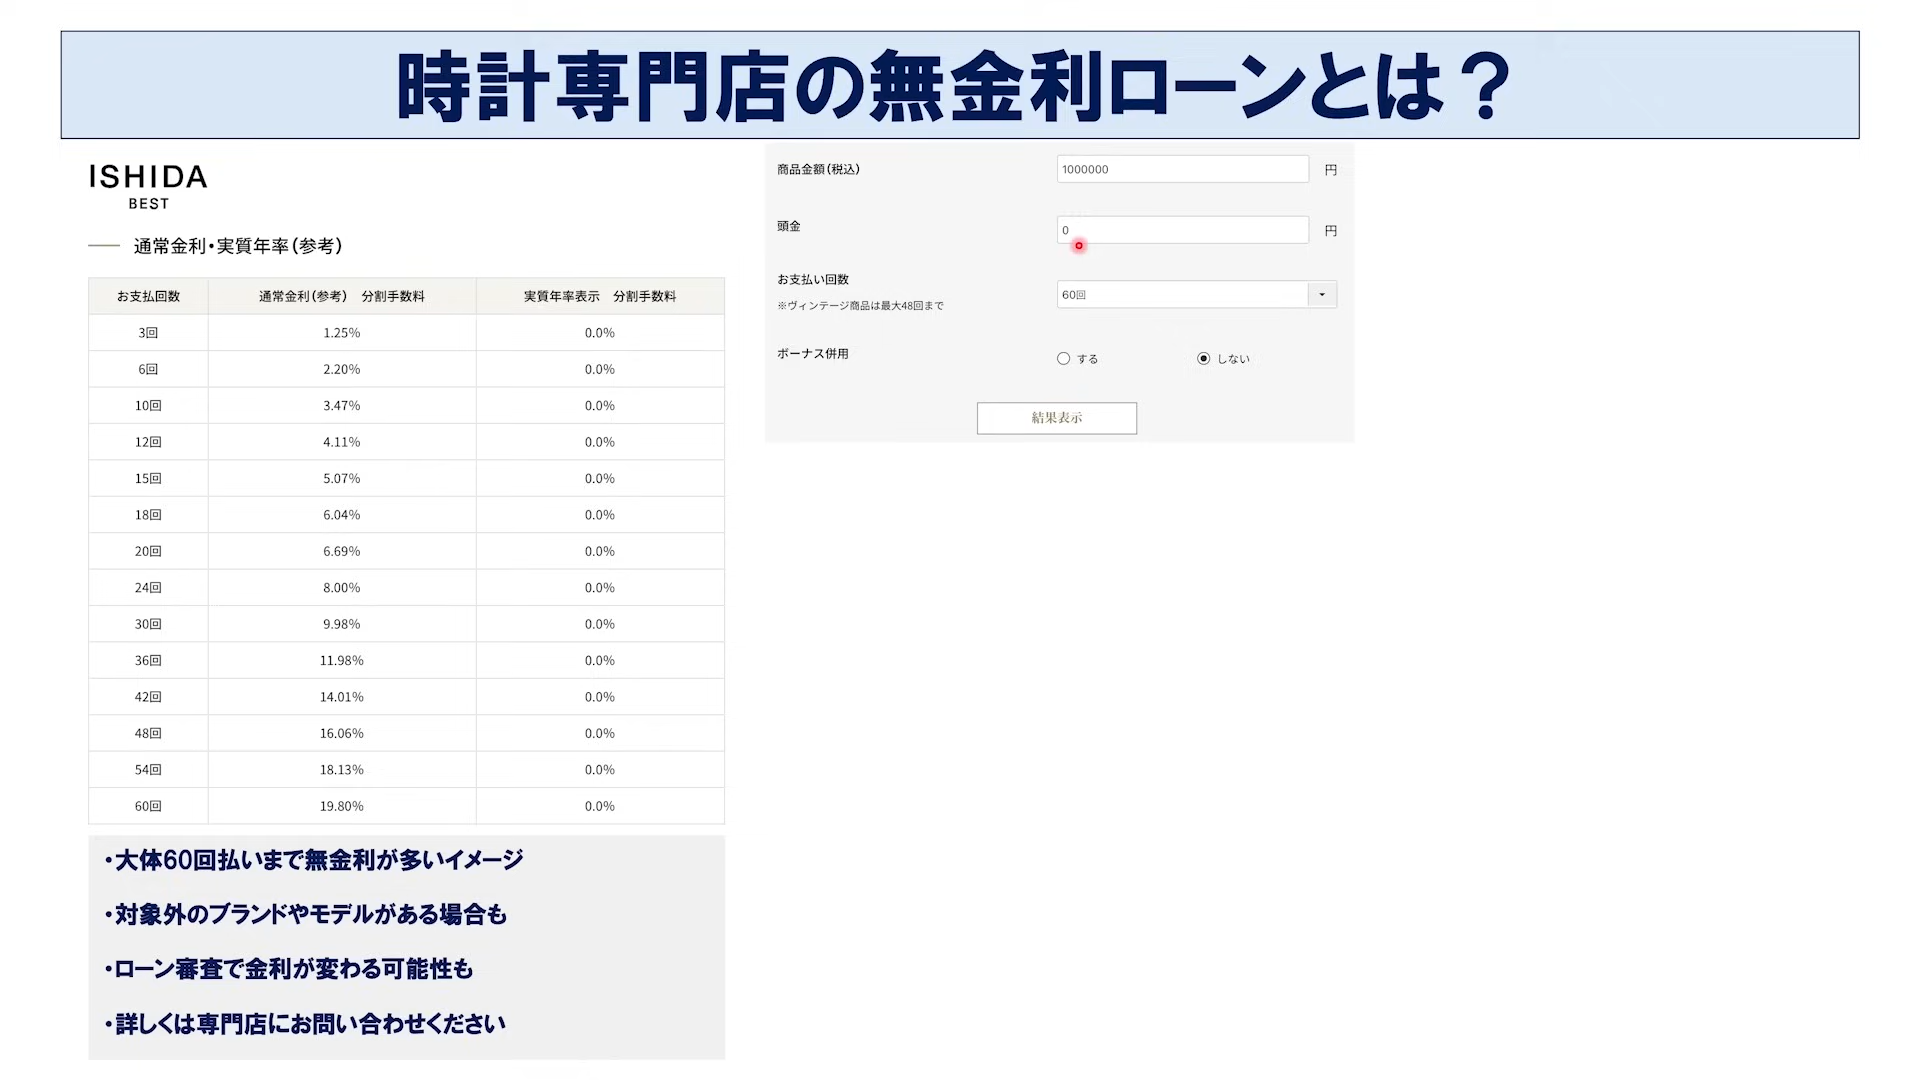 時計専門店の無金利ローンとは？
ISHIDA
BEST
通常金利・実質年率（参考）
お支払回数 通常金利（参考） 分割手数料 実質年率表示 分割手数料
3回 1.25% 0.0%
6回 2.20% 0.0%
10回 3.47% 0.0%
12回 4.11% 0.0%
15回 5.07% 0.0%
18回 6.04% 0.0%
20回 6.69% 0.0%
24回 8.00% 0.0%
30回 9.98% 0.0%
36回 11.98% 0.0%
42回 14.01% 0.0%
48回 16.06% 0.0%
54回 18.13% 0.0%
60回 19.80% 0.0%
・大体60回払いまで無金利が多いイメージ
・対象外のブランドやモデルがある場合も
・ローン審査で金利が変わる可能性も
・詳しくは専門店にお問い合わせください
商品金額（税込） 1000000 円
頭金 0 円
お支払い回数 60回
※ヴィンテージ商品は最大48回まで
ボーナス併用 する しない
結果表示